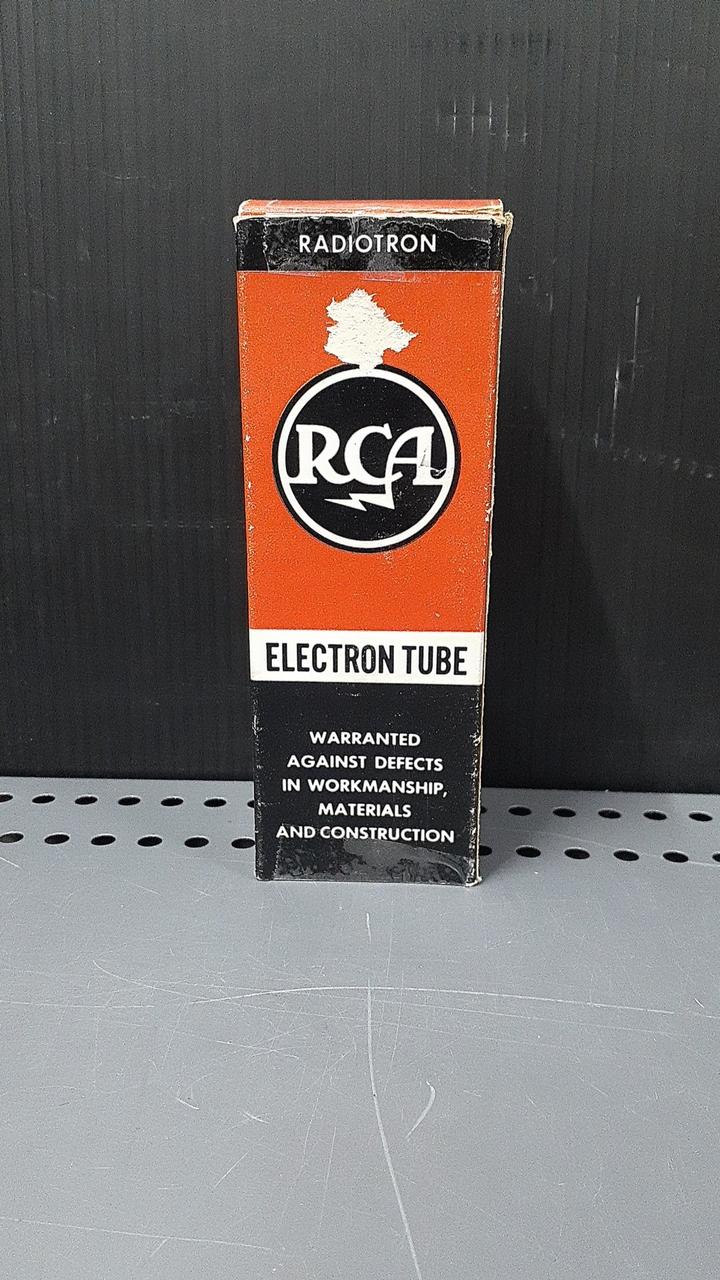 RADIOTRON
RCA
ELECTRON TUBE
WARRANTED
AGAINST DEFECTS
IN WORKMANSHIP,
MATERIALS
AND CONSTRUCTION